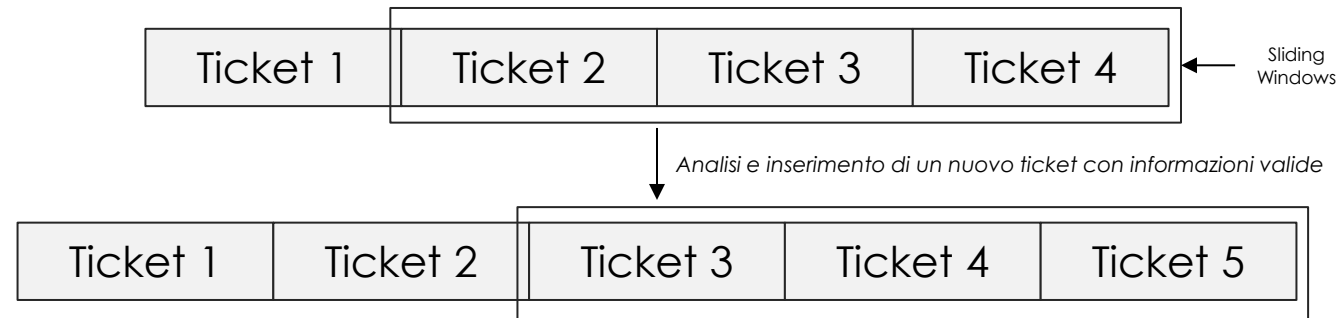 Ticket 1 Ticket 2 Ticket 3 Ticket 4
Sliding
Windows
Analisi e inserimento di un nuovo ticket con informazioni valide
Ticket 1 Ticket 2 Ticket 3 Ticket 4 Ticket 5